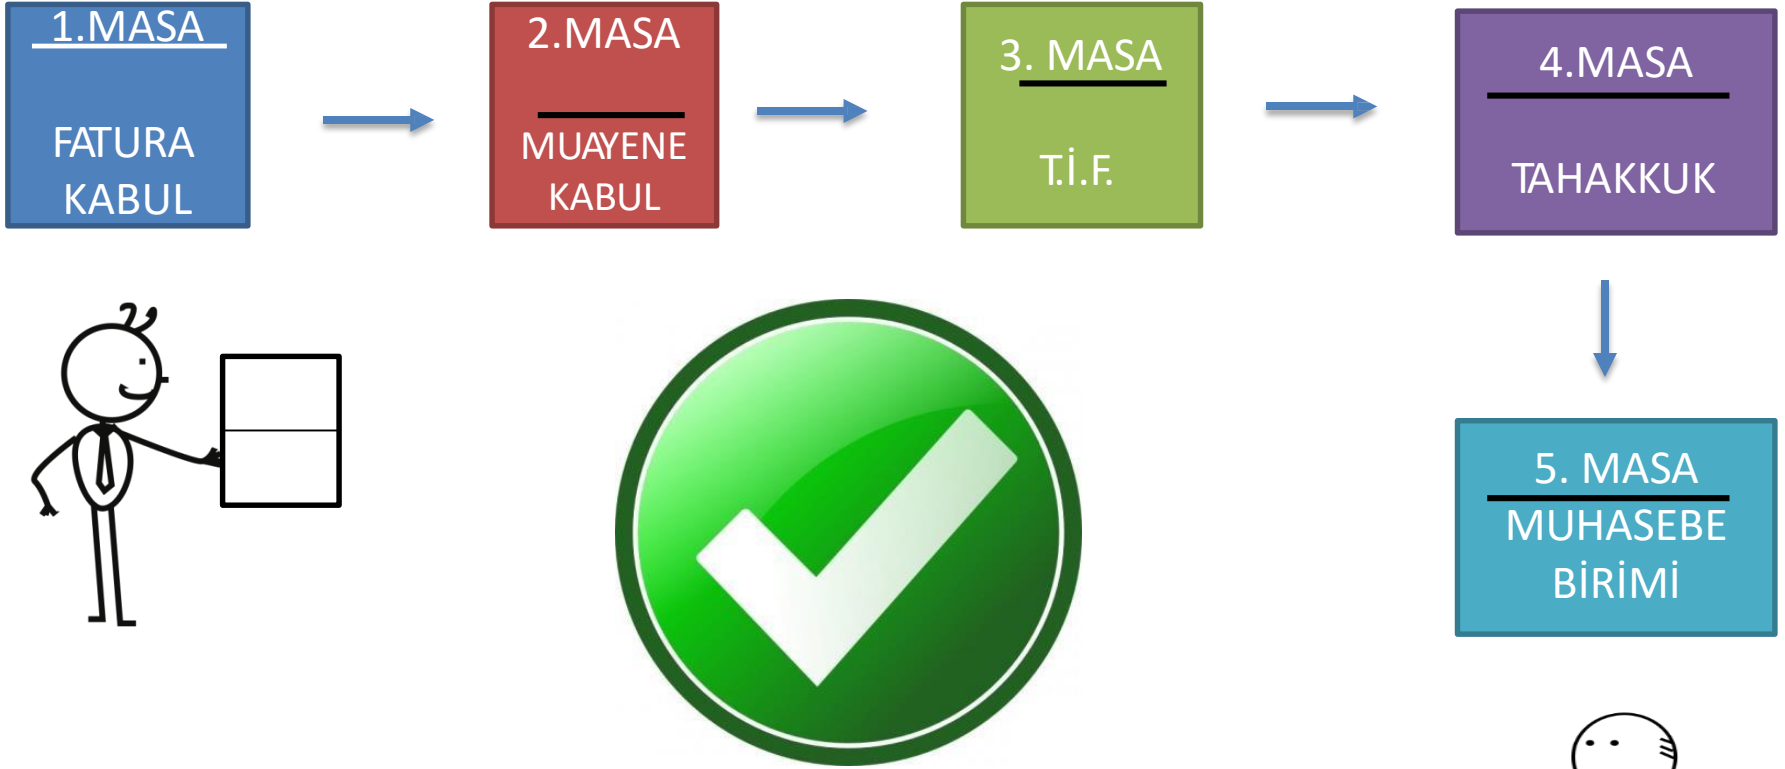 1.MASA
FATURA
KABUL
2.MASA
MUAYENE
KABUL
3. MASA
T.İ.F.
4.MASA
TAHAKKUK
5. MASA
MUHASEBE
BİRİMİ